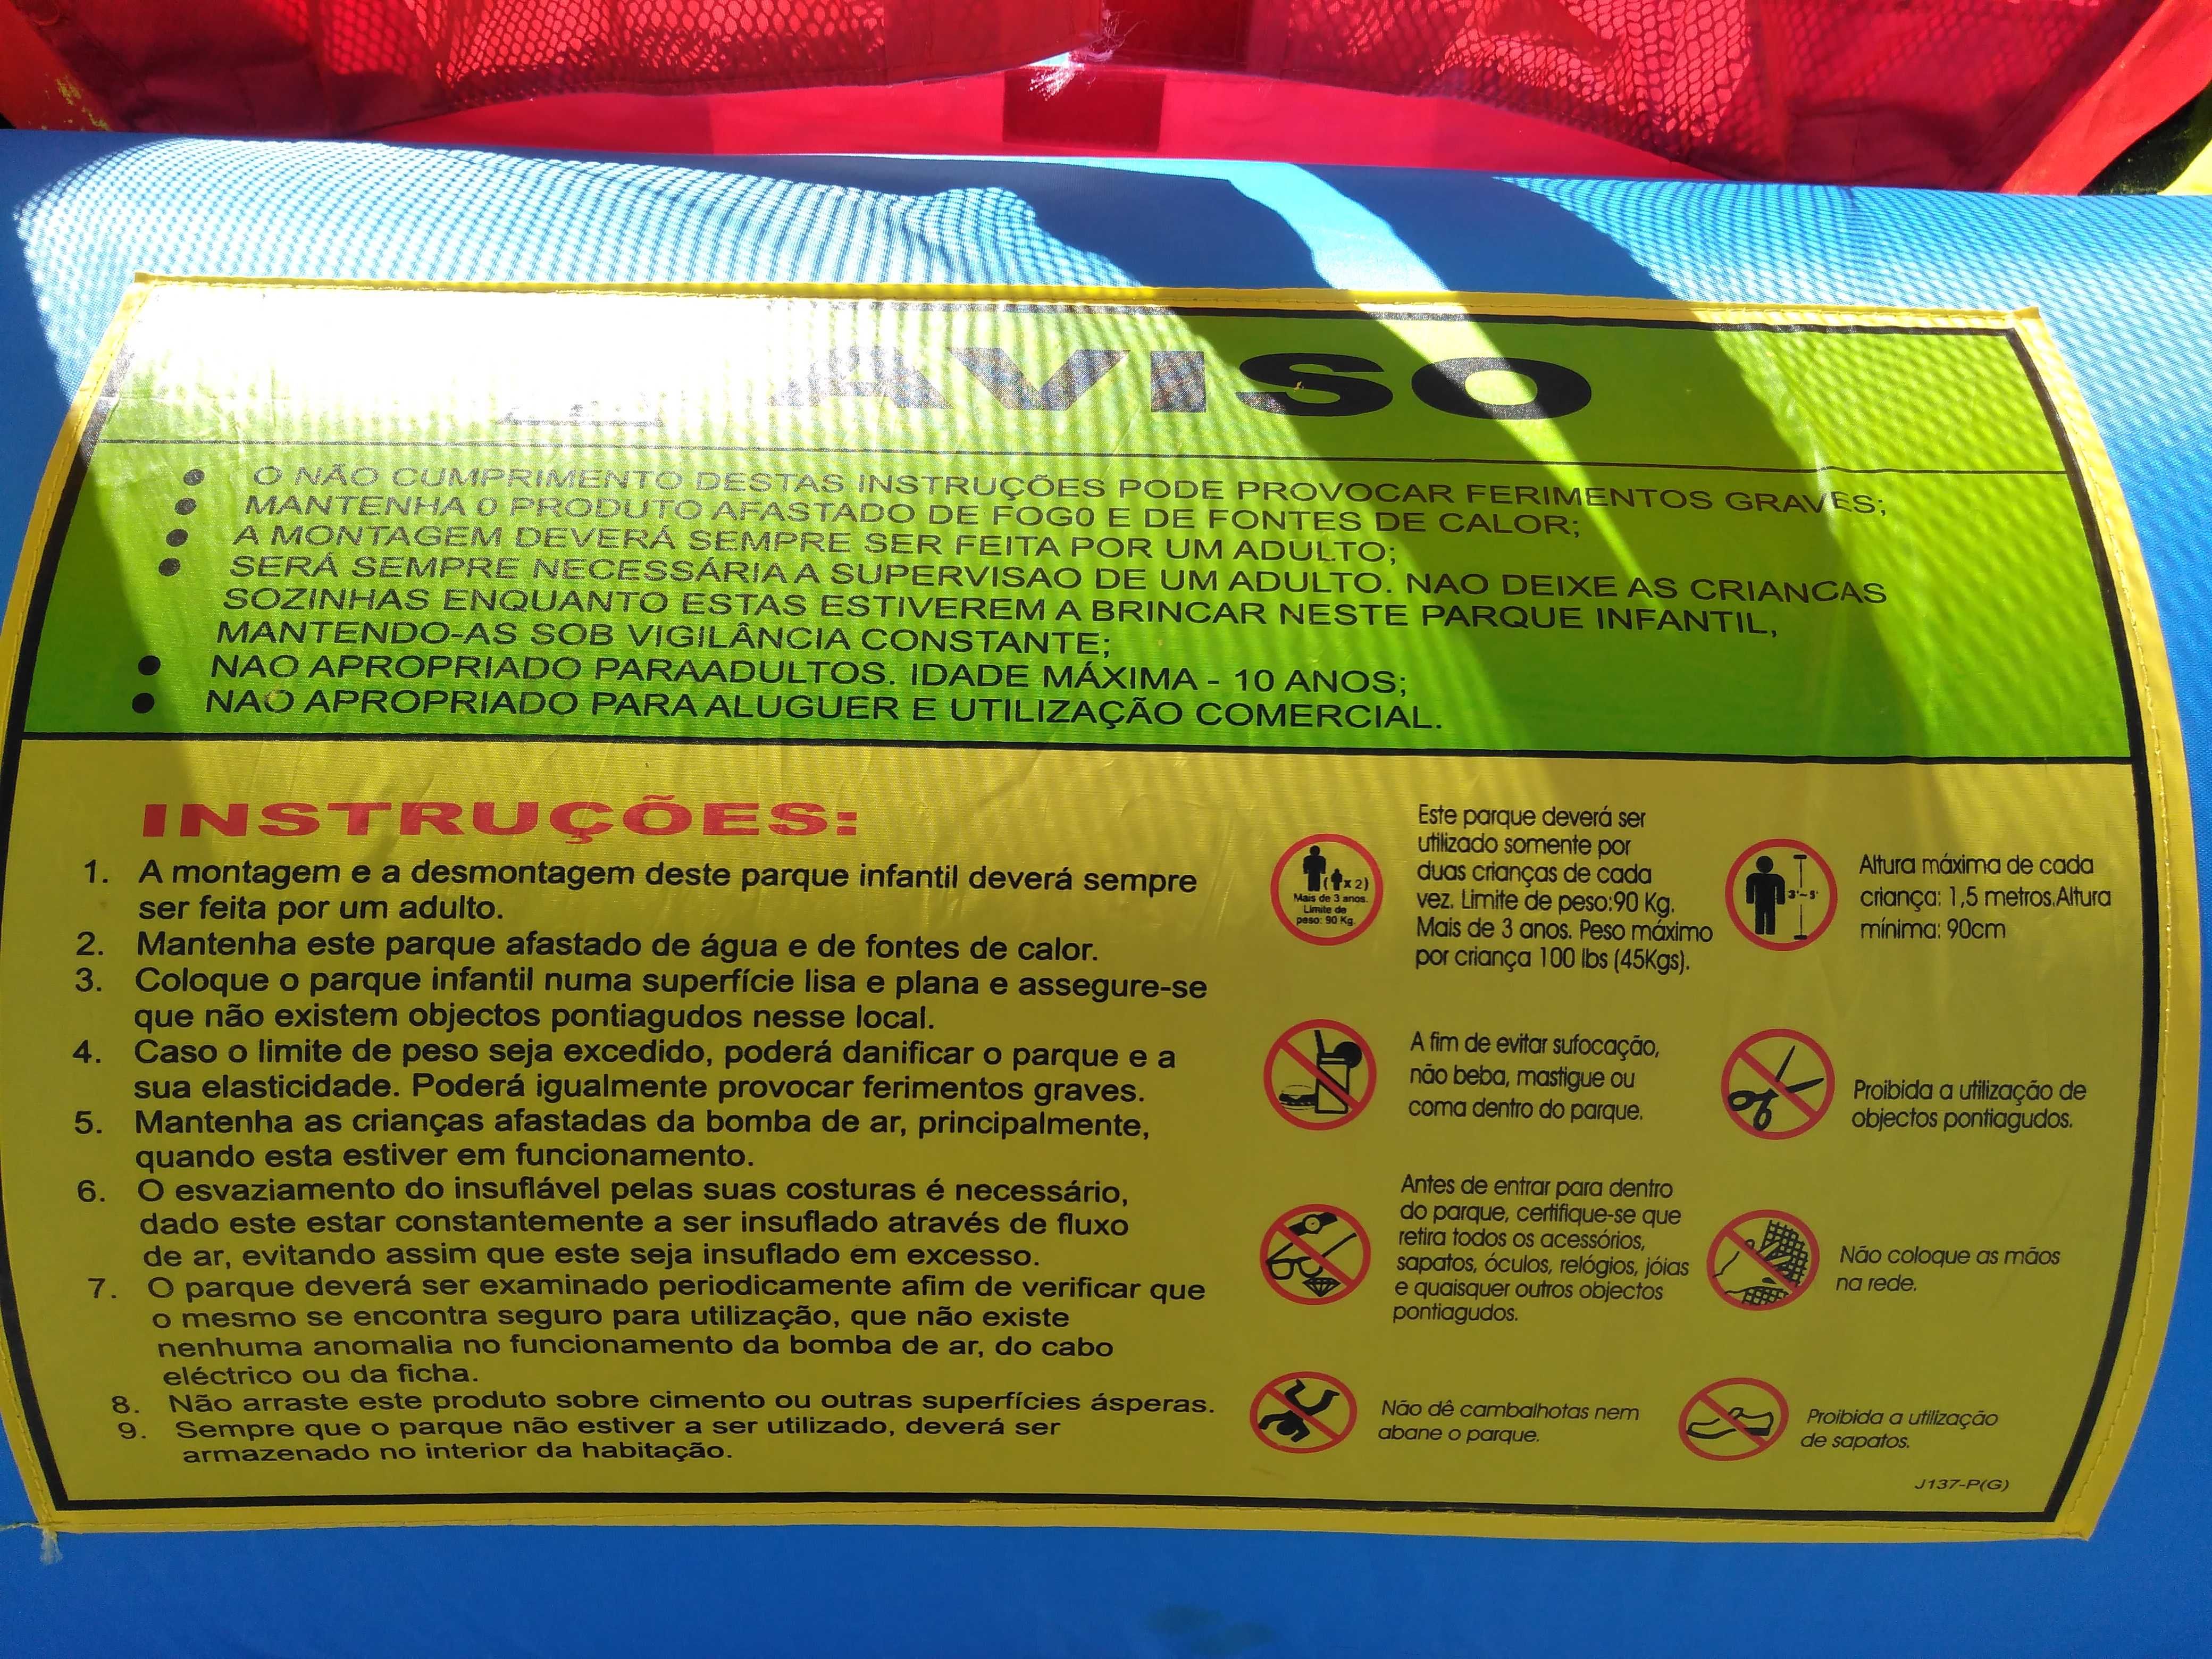 AVISO
● O NÃO CUMPRIMENTO DESTAS INSTRUÇÕES PODE PROVOCAR FERIMENTOS GRAVES;
● MANTENHA O PRODUTO AFASTADO DE FOGO E DE FONTES DE CALOR;
● A MONTAGEM DEVERÁ SEMPRE SER FEITA POR UM ADULTO;
● SERÁ SEMPRE NECESSÁRIA A SUPERVISAO DE UM ADULTO. NAO DEIXE AS CRIANCAS
SOZINHAS ENQUANTO ESTAS ESTIVEREM A BRINCAR NESTE PARQUE INFANTIL,
MANTENDO-AS SOB VIGILÂNCIA CONSTANTE;
● NAO APROPRIADO PARA ADULTOS. IDADE MÁXIMA - 10 ANOS;
● NAO APROPRIADO PARA ALUGUER E UTILIZAÇÃO COMERCIAL.
INSTRUÇÕES:
1. A montagem e a desmontagem deste parque infantil deverá sempre
ser feita por um adulto.
2. Mantenha este parque afastado de água e de fontes de calor.
3. Coloque o parque infantil numa superfície lisa e plana e assegure-se
que não existem objectos pontiagudos nesse local.
4. Caso o limite de peso seja excedido, poderá danificar o parque e a
sua elasticidade. Poderá igualmente provocar ferimentos graves.
5. Mantenha as crianças afastadas da bomba de ar, principalmente,
quando esta estiver em funcionamento.
6. O esvaziamento do insuflável pelas suas costuras é necessário,
dado este estar constantemente a ser insuflado através de fluxo
de ar, evitando assim que este seja insuflado em excesso.
7. O parque deverá ser examinado periodicamente afim de verificar que
o mesmo se encontra seguro para utilização, que não existe
nenhuma anomalia no funcionamento da bomba de ar, do cabo
eléctrico ou da ficha.
8. Não arraste este produto sobre cimento ou outras superfícies ásperas.
9. Sempre que o parque não estiver a ser utilizado, deverá ser
armazenado no interior da habitação.
(x2)
Mais de 3 anos.
Limite de
peso: 90 Kg.
Este parque deverá ser
utilizado somente por
duas crianças de cada
vez. Limite de peso:90 Kg.
Mais de 3 anos. Peso máximo
por criança 100 lbs (45Kgs).
3'~5'
Altura máxima de cada
criança: 1,5 metros.Altura
mínima: 90cm
A fim de evitar sufocação,
não beba, mastigue ou
coma dentro do parque.
Proibida a utilização de
objectos pontiagudos.
Antes de entrar para dentro
do parque, certifique-se que
retira todos os acessórios,
sapatos, óculos, relógios, jóias
e quaisquer outros objectos
pontiagudos.
Não coloque as mãos
na rede.
Não dê cambalhotas nem
abane o parque.
Proibida a utilização
de sapatos.
J137-P(G)